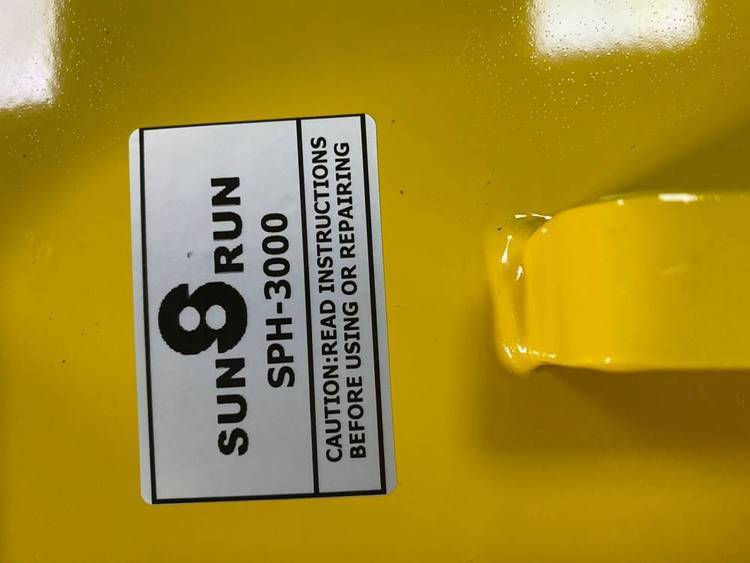 SUN RUN
SPH-3000
CAUTION:READ INSTRUCTIONS
BEFORE USING OR REPAIRING